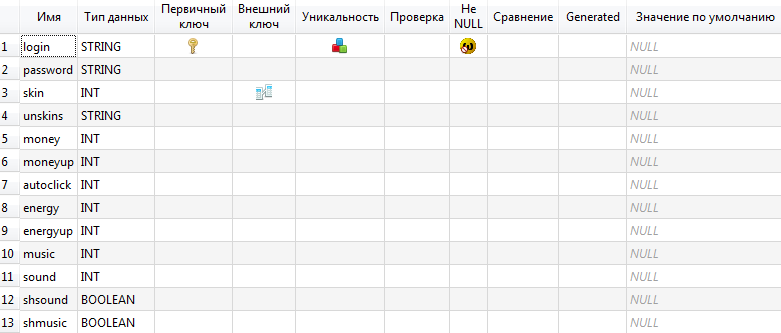 Имя Тип данных Первичный ключ Внешний ключ Уникальность Проверка Не NULL Сравнение Generated Значение по умолчанию
1 login STRING NULL
2 password STRING NULL
3 skin INT NULL
4 unskins STRING NULL
5 money INT NULL
6 moneyup INT NULL
7 autoclick INT NULL
8 energy INT NULL
9 energyup INT NULL
10 music INT NULL
11 sound INT NULL
12 shsound BOOLEAN NULL
13 shmusic BOOLEAN NULL